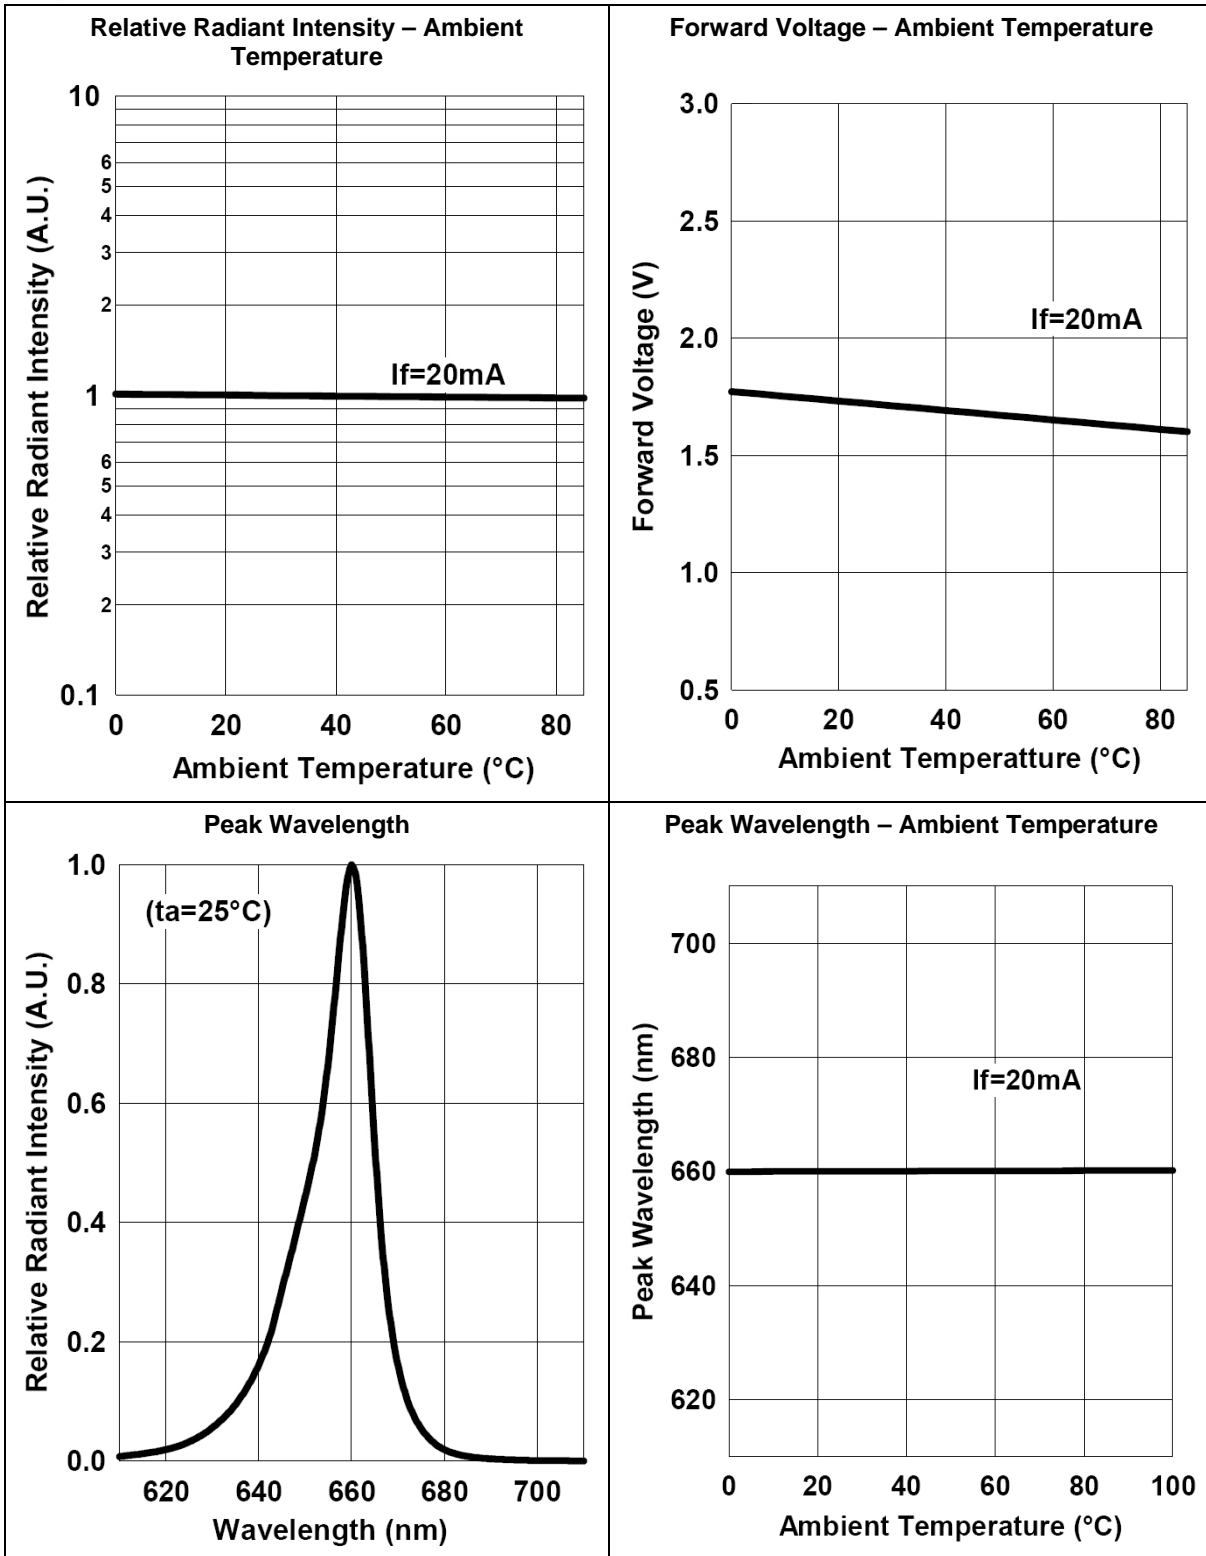 Relative Radiant Intensity – Ambient
Temperature
Relative Radiant Intensity (A.U.)
10
6
5
4
3
2
1
6
5
4
3
2
0.1
If=20mA
0 20 40 60 80
Ambient Temperature (°C)
Forward Voltage – Ambient Temperature
Forward Voltage (V)
3.0
2.5
2.0
1.5
1.0
0.5
If=20mA
0 20 40 60 80
Ambient Temperatture (°C)
Peak Wavelength
Relative Radiant Intensity (A.U.)
1.0
0.8
0.6
0.4
0.2
0.0
(ta=25°C)
620 640 660 680 700
Wavelength (nm)
Peak Wavelength – Ambient Temperature
Peak Wavelength (nm)
700
680
660
640
620
If=20mA
0 20 40 60 80 100
Ambient Temperature (°C)